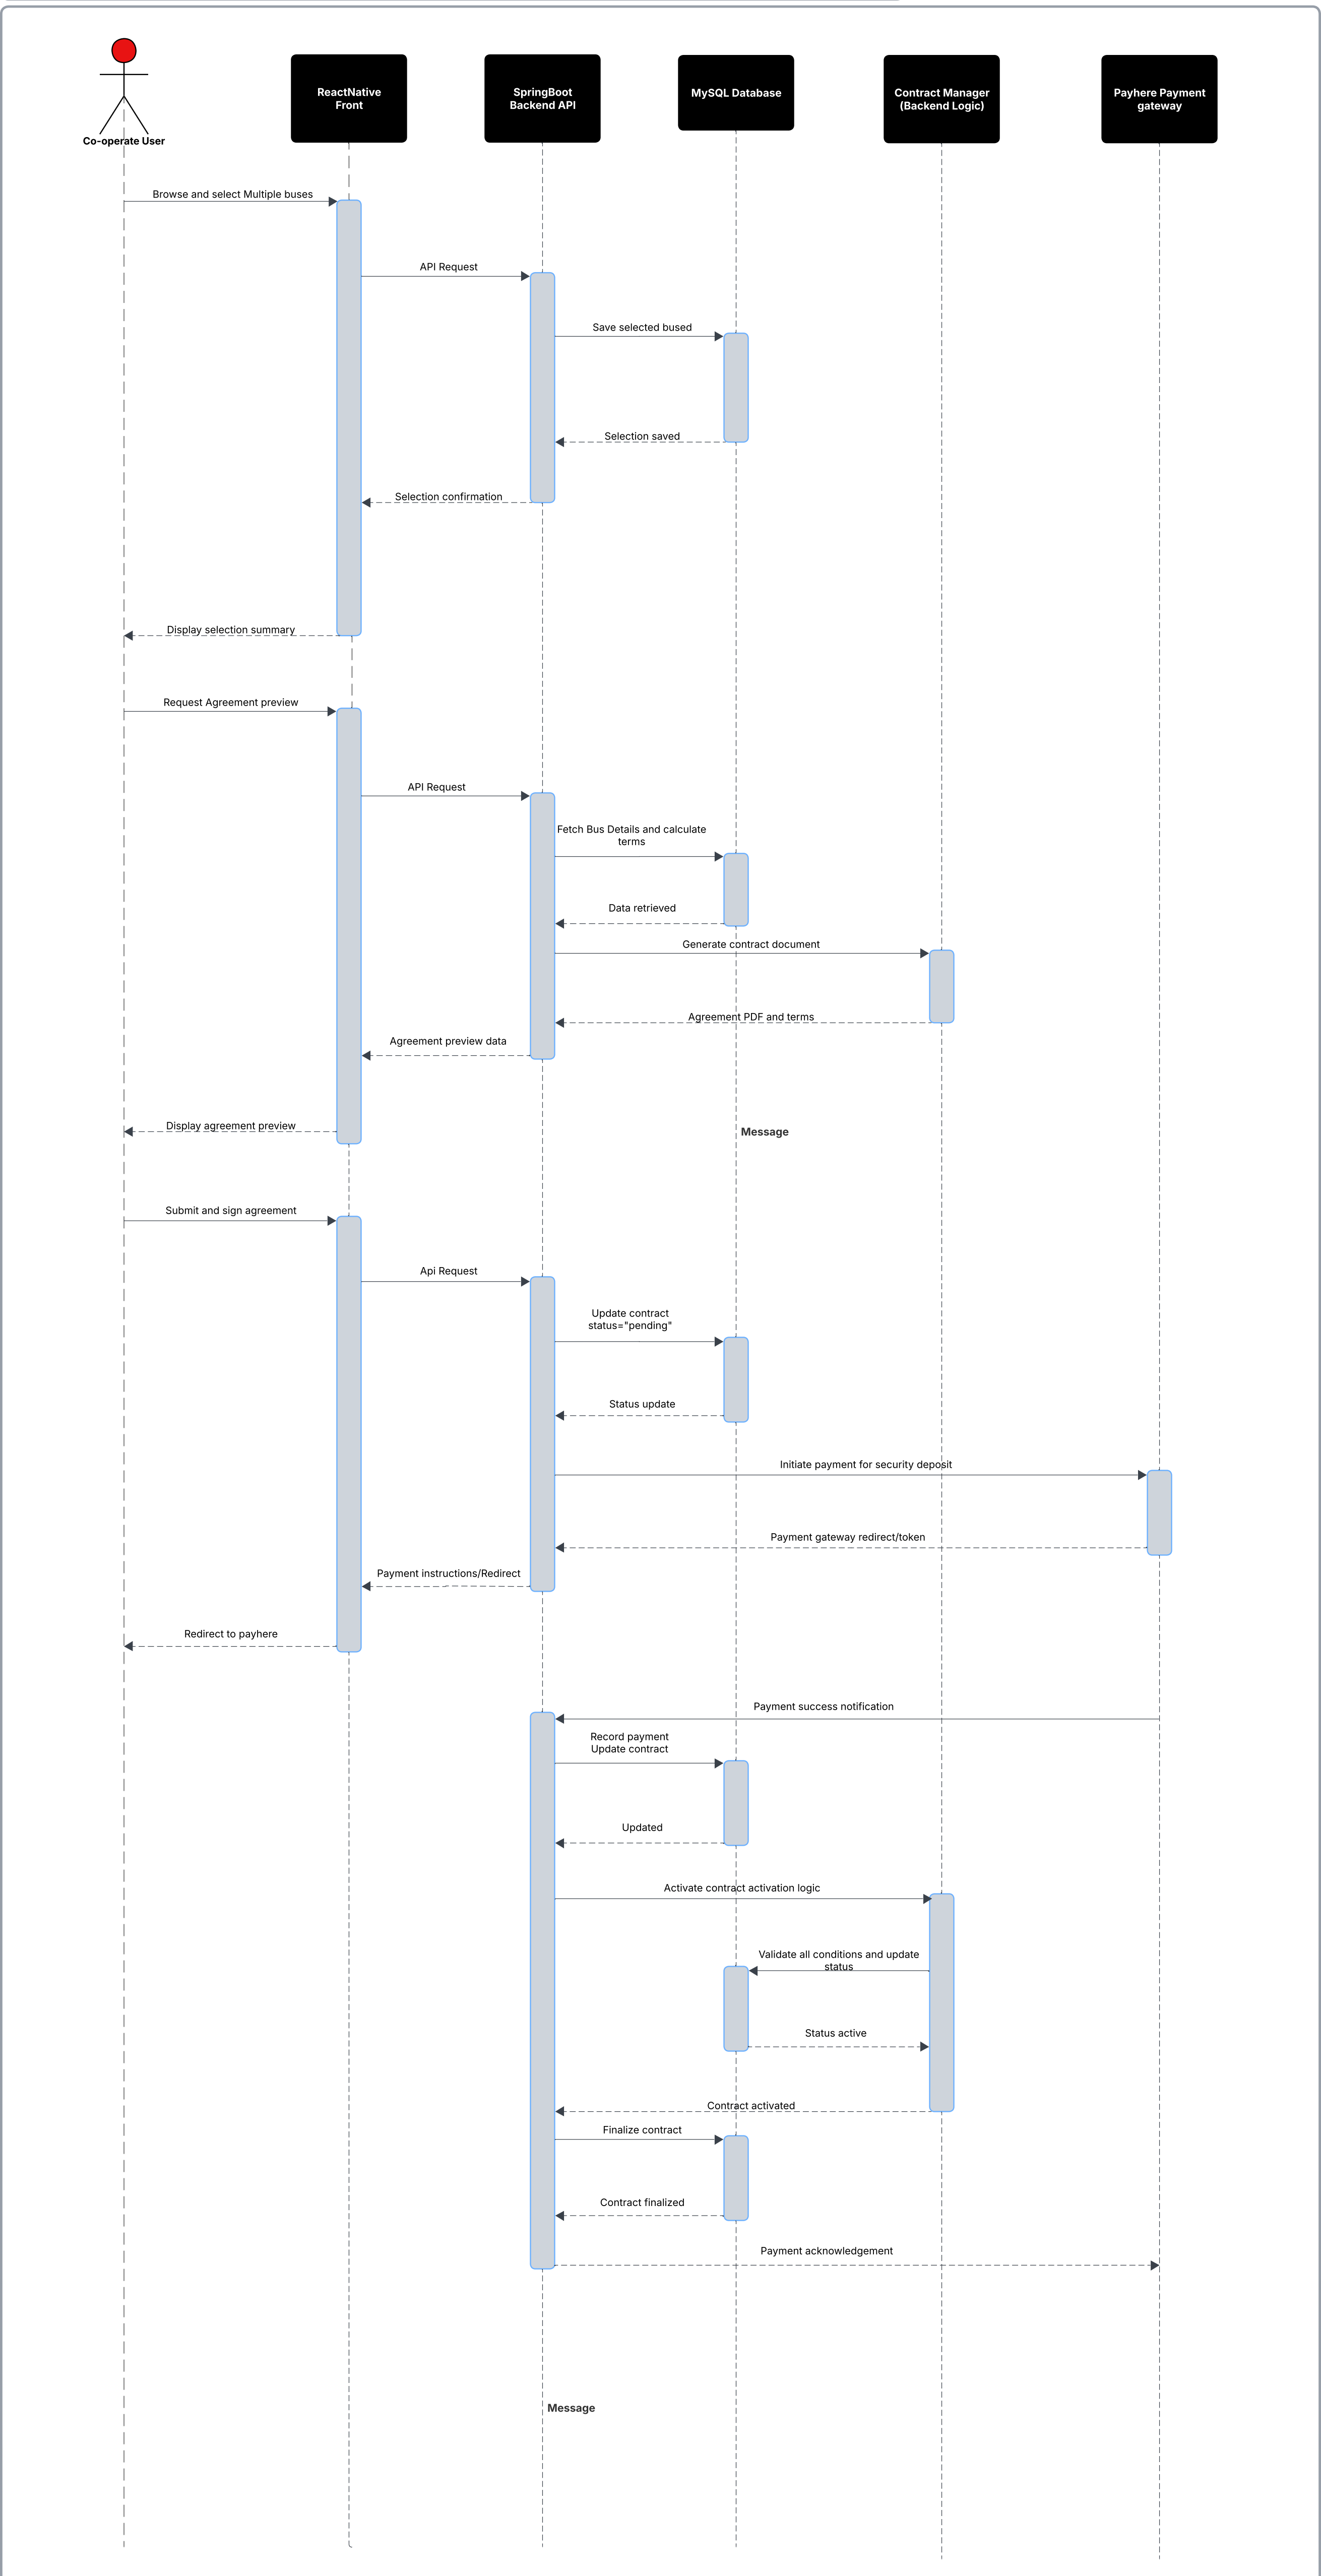 Co-operate User
ReactNative
Front
SpringBoot
Backend API
MySQL Database
Contract Manager
(Backend Logic)
Payhere Payment
gateway
Browse and select Multiple buses
API Request
Save selected bused
Selection saved
Selection confirmation
Display selection summary
Request Agreement preview
API Request
Fetch Bus Details and calculate
terms
Data retrieved
Generate contract document
Agreement PDF and terms
Agreement preview data
Display agreement preview
Message
Submit and sign agreement
Api Request
Update contract
status="pending"
Status update
Initiate payment for security deposit
Payment gateway redirect/token
Payment instructions/Redirect
Redirect to payhere
Payment success notification
Record payment
Update contract
Updated
Activate contract activation logic
Validate all conditions and update
status
Status active
Contract activated
Finalize contract
Contract finalized
Payment acknowledgement
Message